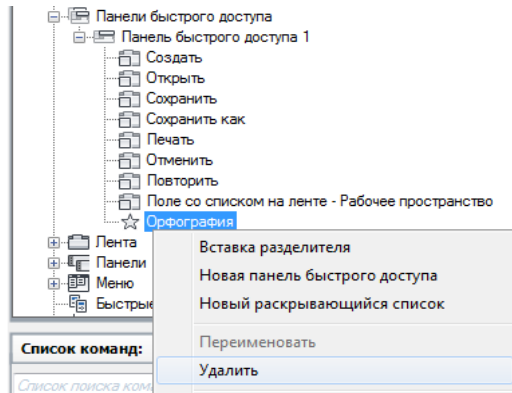 Панели быстрого доступа
Панель быстрого доступа 1
Создать
Открыть
Сохранить
Сохранить как
Печать
Отменить
Повторить
Поле со списком на ленте - Рабочее пространство
Орфография
Лента
Панели
Меню
Быстрые
Вставка разделителя
Новая панель быстрого доступа
Новый раскрывающийся список
Переименовать
Удалить
Список команд:
Список поиска ком